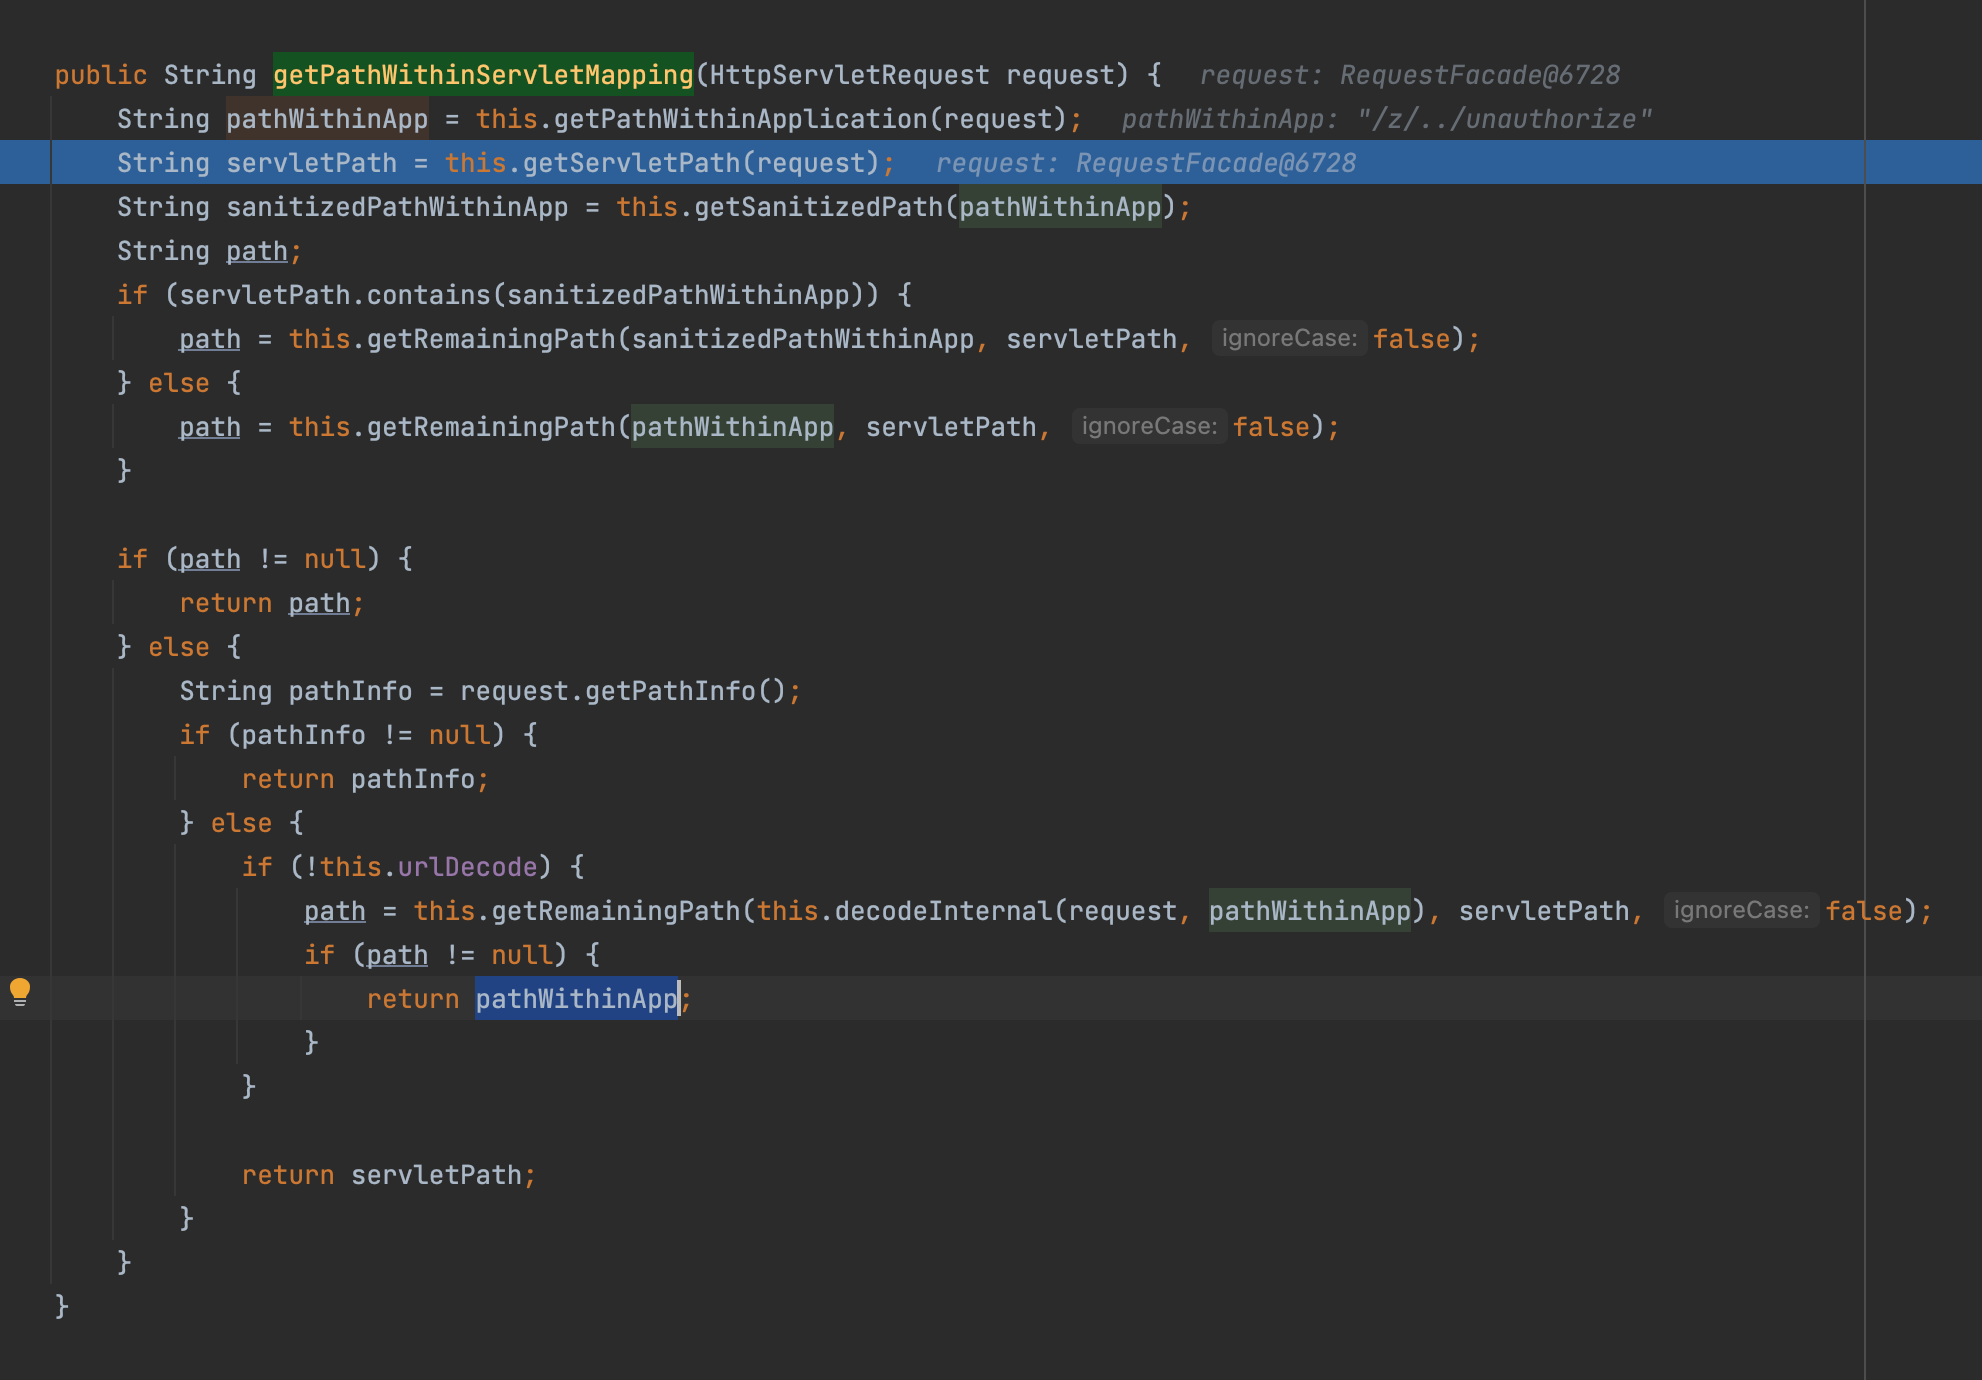 public String getPathWithinServletMapping(HttpServletRequest request) {   request: RequestFacade@6728
    String pathWithinApp = this.getPathWithinApplication(request);   pathWithinApp: "/z/../unauthorize"
    String servletPath = this.getServletPath(request);   request: RequestFacade@6728
    String sanitizedPathWithinApp = this.getSanitizedPath(pathWithinApp);
    String path;
    if (servletPath.contains(sanitizedPathWithinApp)) {
        path = this.getRemainingPath(sanitizedPathWithinApp, servletPath, ignoreCase: false);
    } else {
        path = this.getRemainingPath(pathWithinApp, servletPath, ignoreCase: false);
    }

    if (path != null) {
        return path;
    } else {
        String pathInfo = request.getPathInfo();
        if (pathInfo != null) {
            return pathInfo;
        } else {
            if (!this.urlDecode) {
                path = this.getRemainingPath(this.decodeInternal(request, pathWithinApp), servletPath, ignoreCase: false);
                if (path != null) {
                    return pathWithinApp;
                }
            }

            return servletPath;
        }
    }
}